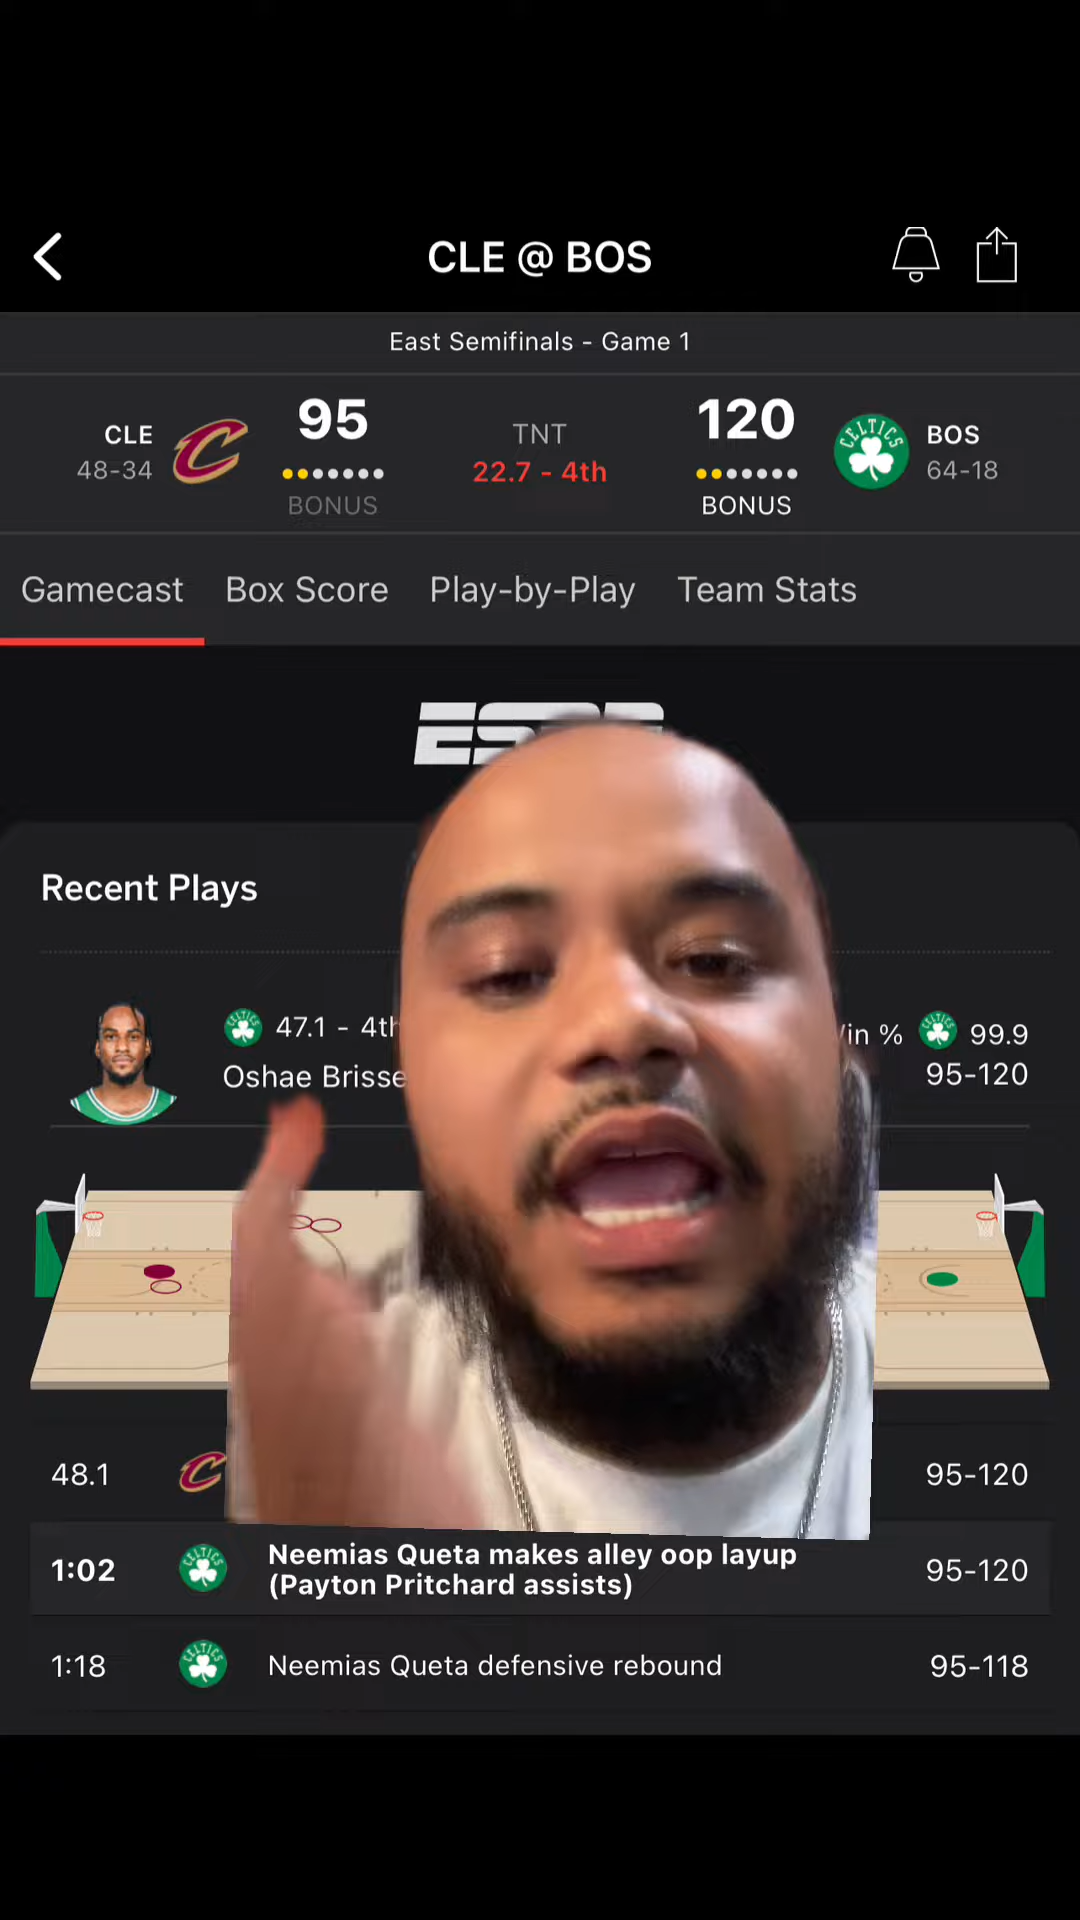 CLE @ BOS
East Semifinals - Game 1
CLE
48-34
95
BONUS
TNT
22.7 - 4th
120
BONUS
BOS
64-18
Gamecast
Box Score
Play-by-Play
Team Stats
Recent Plays
47.1 - 4th
Oshae Brisse
in %
99.9
95-120
48.1
95-120
1:02
Neemias Queta makes alley oop layup
(Payton Pritchard assists)
95-120
1:18
Neemias Queta defensive rebound
95-118